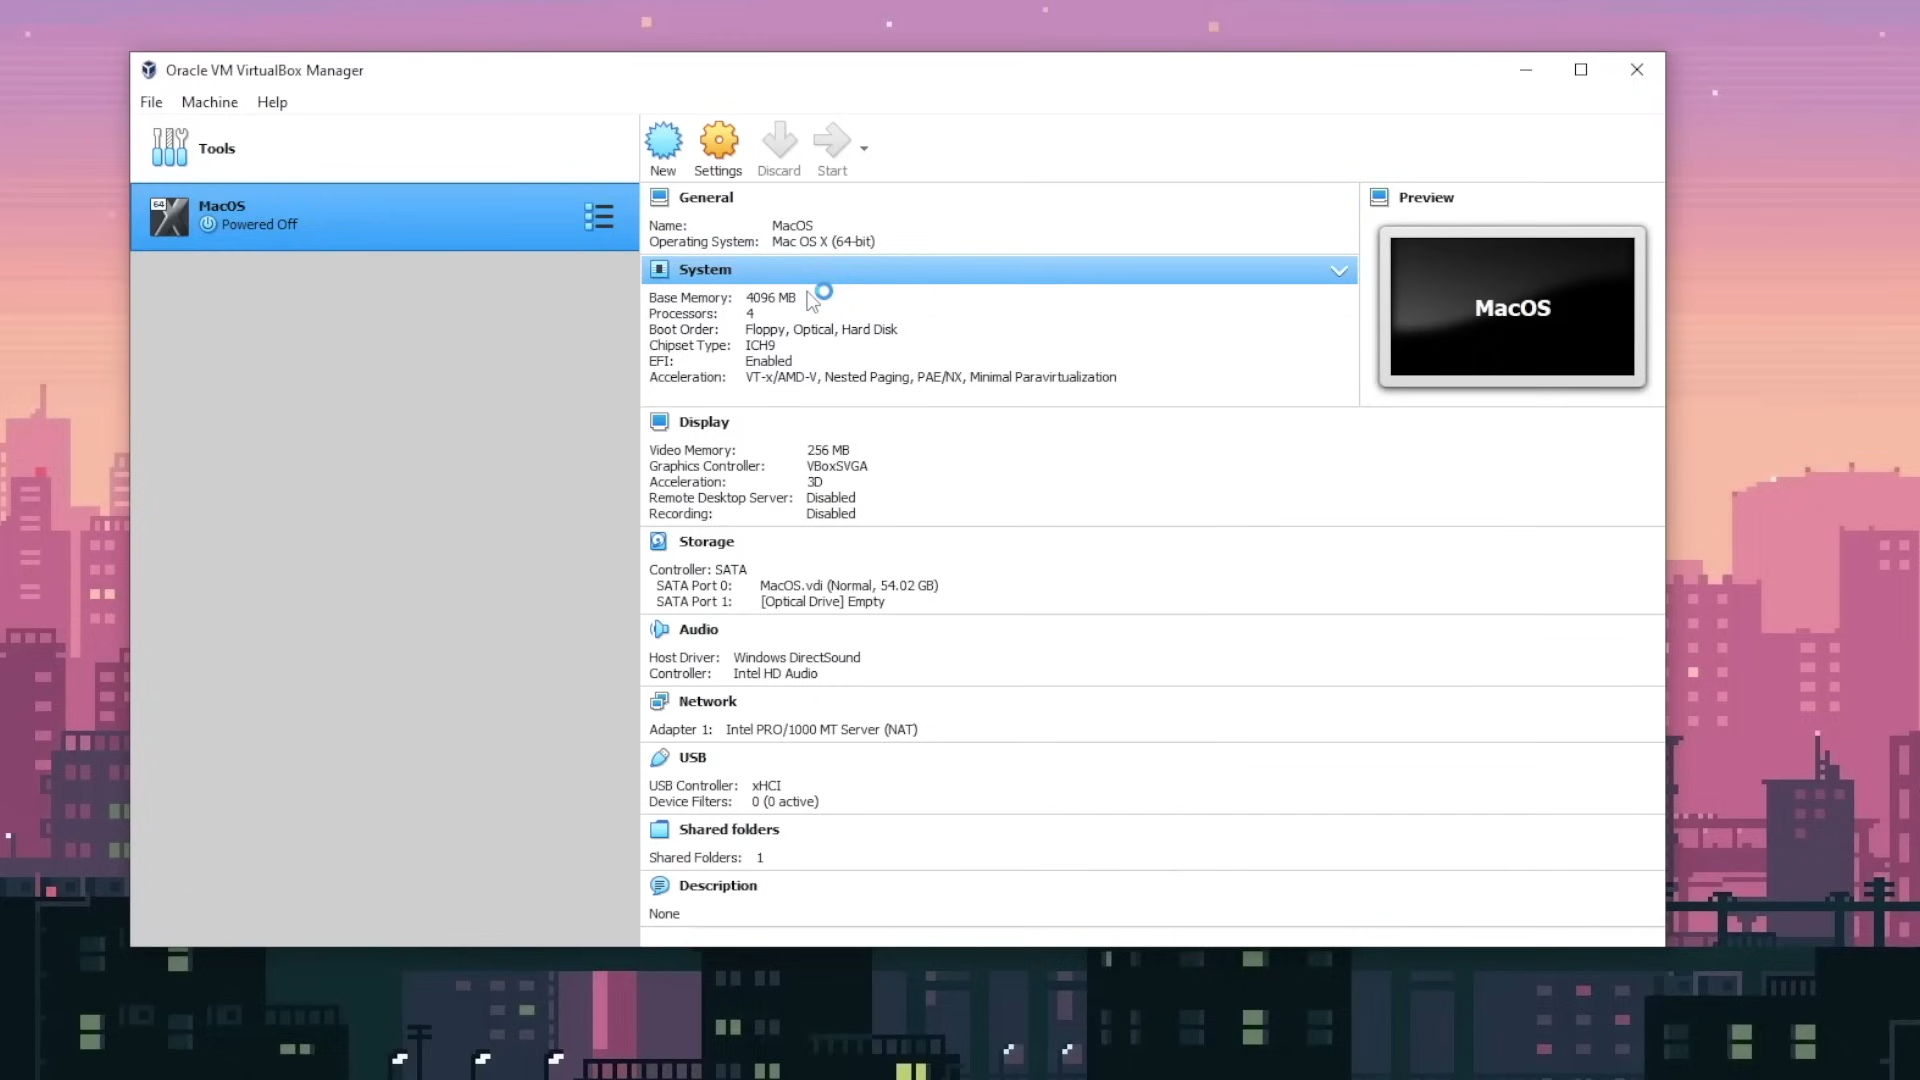 Oracle VM VirtualBox Manager
File Machine Help
Tools
64
MacOS
Powered Off
New Settings Discard Start
General
Name: MacOS
Operating System: Mac OS X (64-bit)
System
Base Memory: 4096 MB
Processors: 4
Boot Order: Floppy, Optical, Hard Disk
Chipset Type: ICH9
EFI: Enabled
Acceleration: VT-x/AMD-V, Nested Paging, PAE/NX, Minimal Paravirtualization
Preview
MacOS
Display
Video Memory: 256 MB
Graphics Controller: VBoxSVGA
Acceleration: 3D
Remote Desktop Server: Disabled
Recording: Disabled
Storage
Controller: SATA
SATA Port 0: MacOS.vdi (Normal, 54.02 GB)
SATA Port 1: [Optical Drive] Empty
Audio
Host Driver: Windows DirectSound
Controller: Intel HD Audio
Network
Adapter 1: Intel PRO/1000 MT Server (NAT)
USB
USB Controller: xHCI
Device Filters: 0 (0 active)
Shared folders
Shared Folders: 1
Description
None